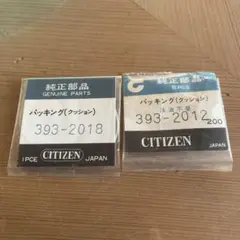 純正部品
GENUINE PARTS
パッキング(クッション)
393-2018
1PCE
CITIZEN
JAPAN
純正部品
5PCS
パッキング(クッション)
393-2012
200
CITIZEN
JAPAN